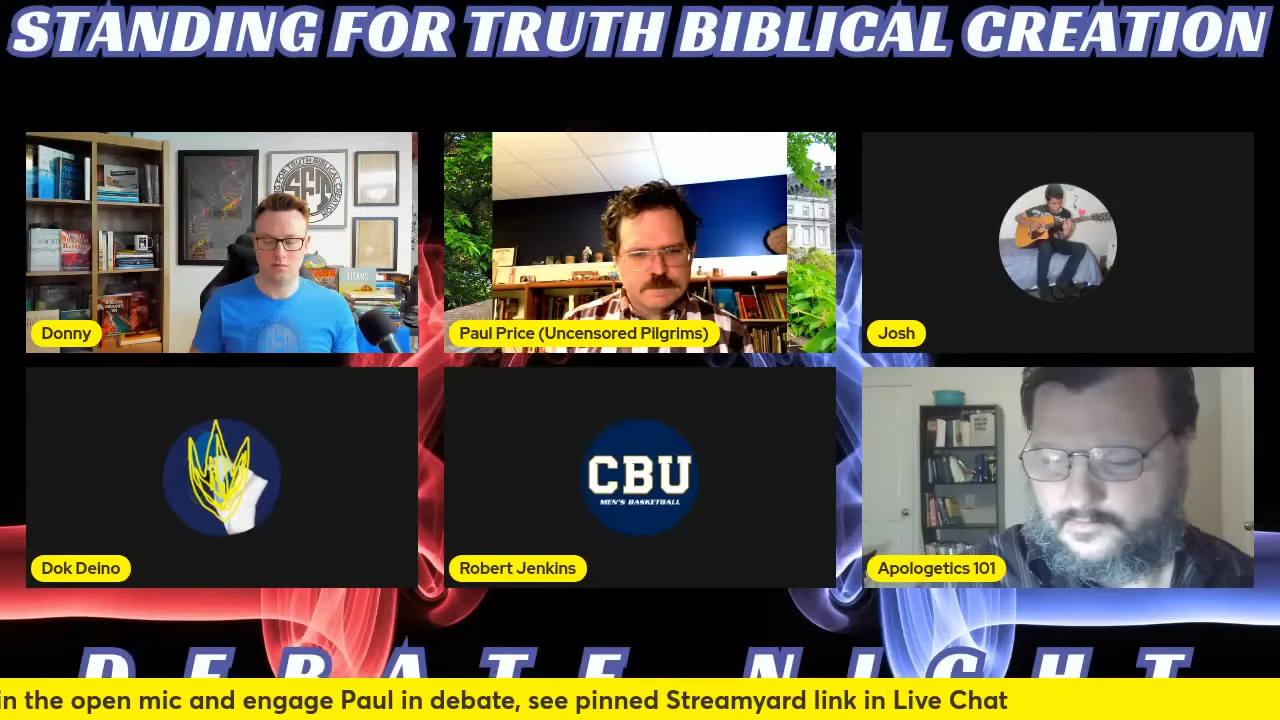 STANDING FOR TRUTH BIBLICAL CREATION
TITANS
Donny
Paul Price (Uncensored Pilgrims)
Josh
CBU
MEN'S BASKETBALL
Dok Deino
Robert Jenkins
Apologetics 101
DEBATE NIGHT
in the open mic and engage Paul in debate, see pinned Streamyard link in Live Chat